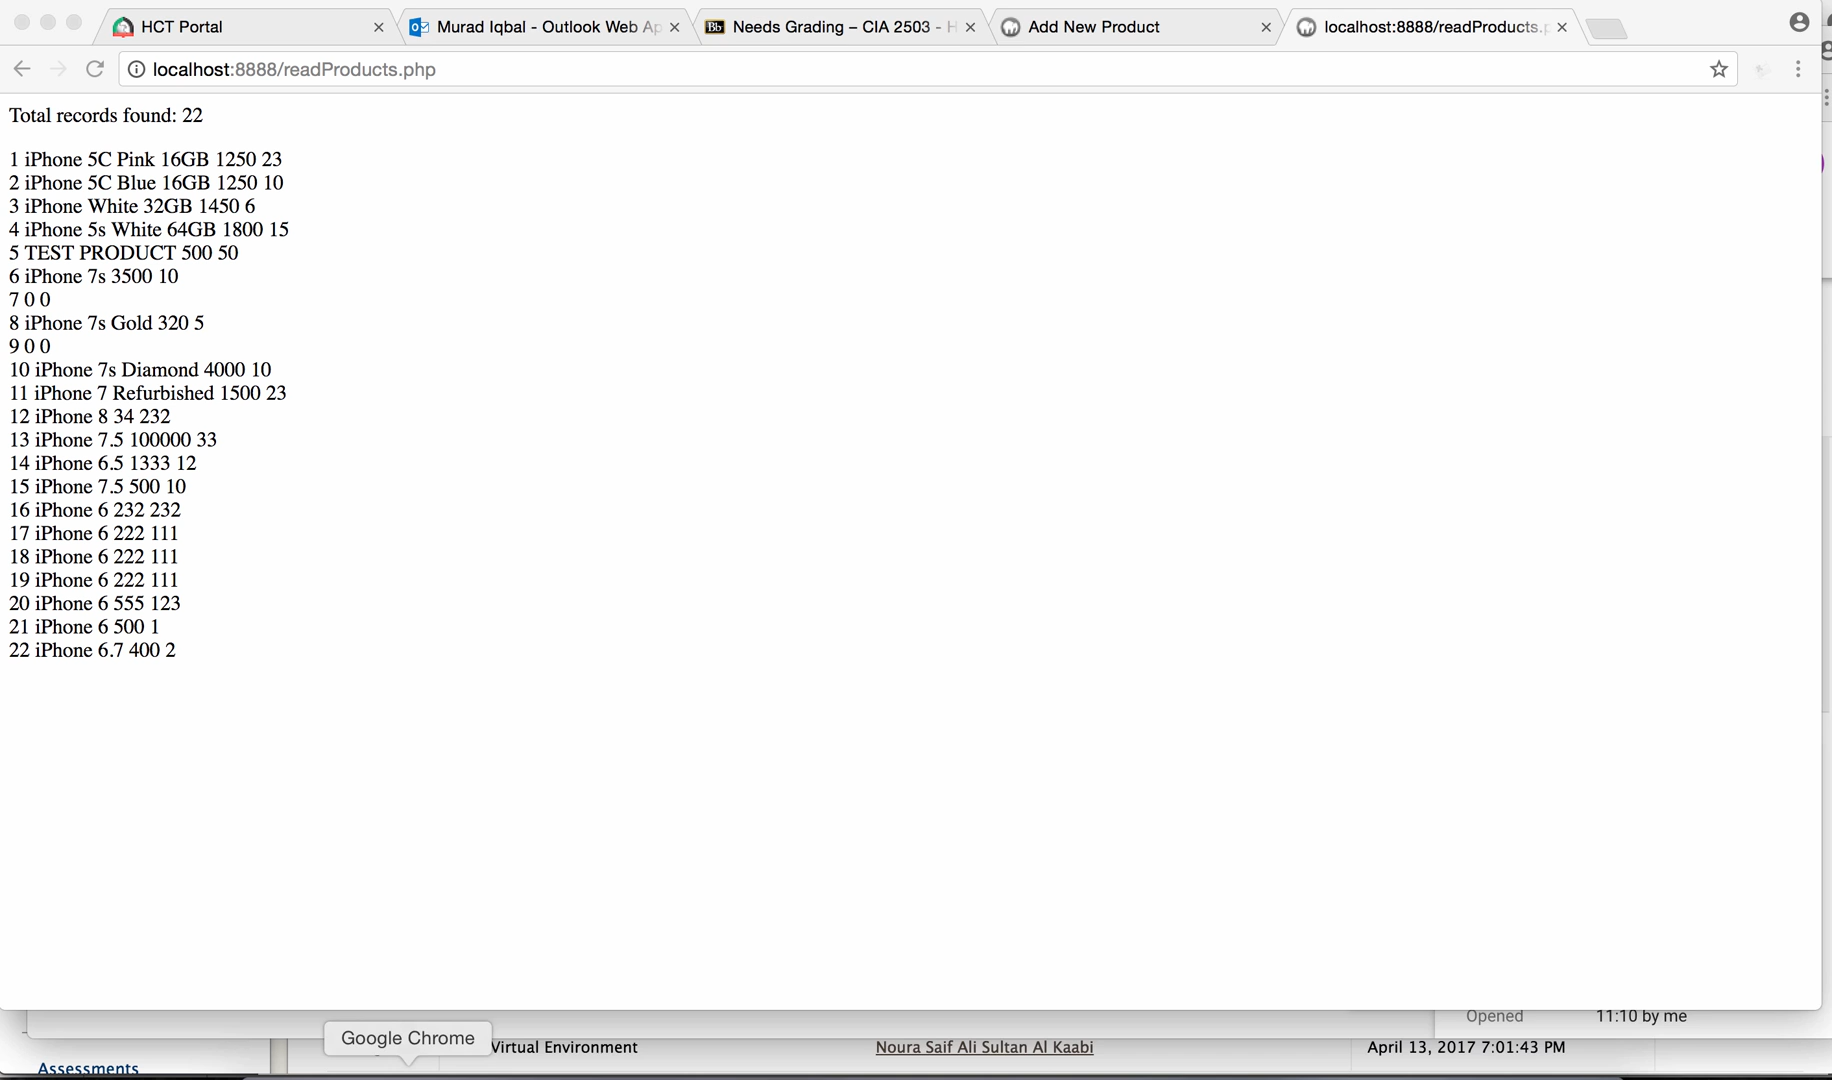 HCT Portal
Murad Iqbal - Outlook Web Ap
Bb Needs Grading – CIA 2503 - H
Add New Product
localhost:8888/readProducts.p
localhost:8888/readProducts.php
Total records found: 22
1 iPhone 5C Pink 16GB 1250 23
2 iPhone 5C Blue 16GB 1250 10
3 iPhone White 32GB 1450 6
4 iPhone 5s White 64GB 1800 15
5 TEST PRODUCT 500 50
6 iPhone 7s 3500 10
7 0 0
8 iPhone 7s Gold 320 5
9 0 0
10 iPhone 7s Diamond 4000 10
11 iPhone 7 Refurbished 1500 23
12 iPhone 8 34 232
13 iPhone 7.5 100000 33
14 iPhone 6.5 1333 12
15 iPhone 7.5 500 10
16 iPhone 6 232 232
17 iPhone 6 222 111
18 iPhone 6 222 111
19 iPhone 6 222 111
20 iPhone 6 555 123
21 iPhone 6 500 1
22 iPhone 6.7 400 2
Opened 11:10 by me
Google Chrome
Virtual Environment Noura Saif Ali Sultan Al Kaabi April 13, 2017 7:01:43 PM
Assessments